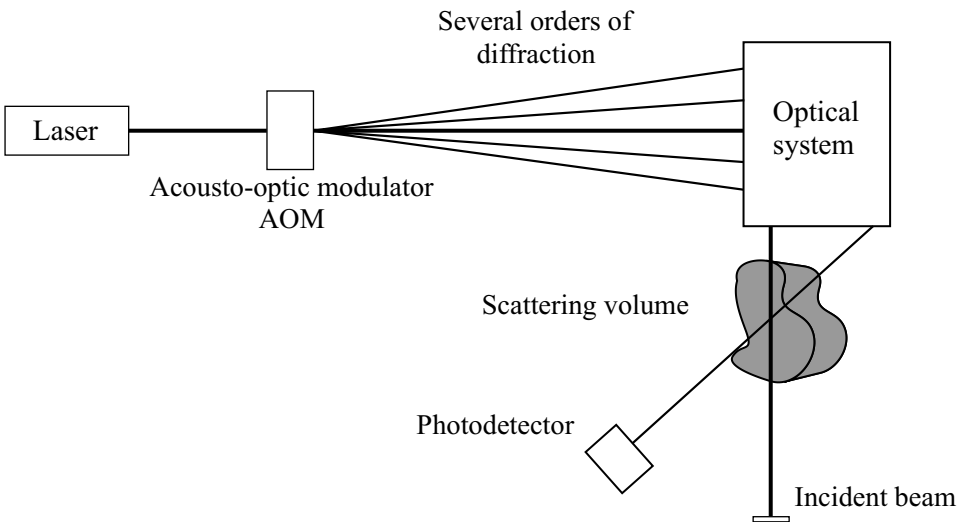 Several orders of
diffraction
Laser
Optical
system
Acousto-optic modulator
AOM
Scattering volume
Photodetector
Incident beam